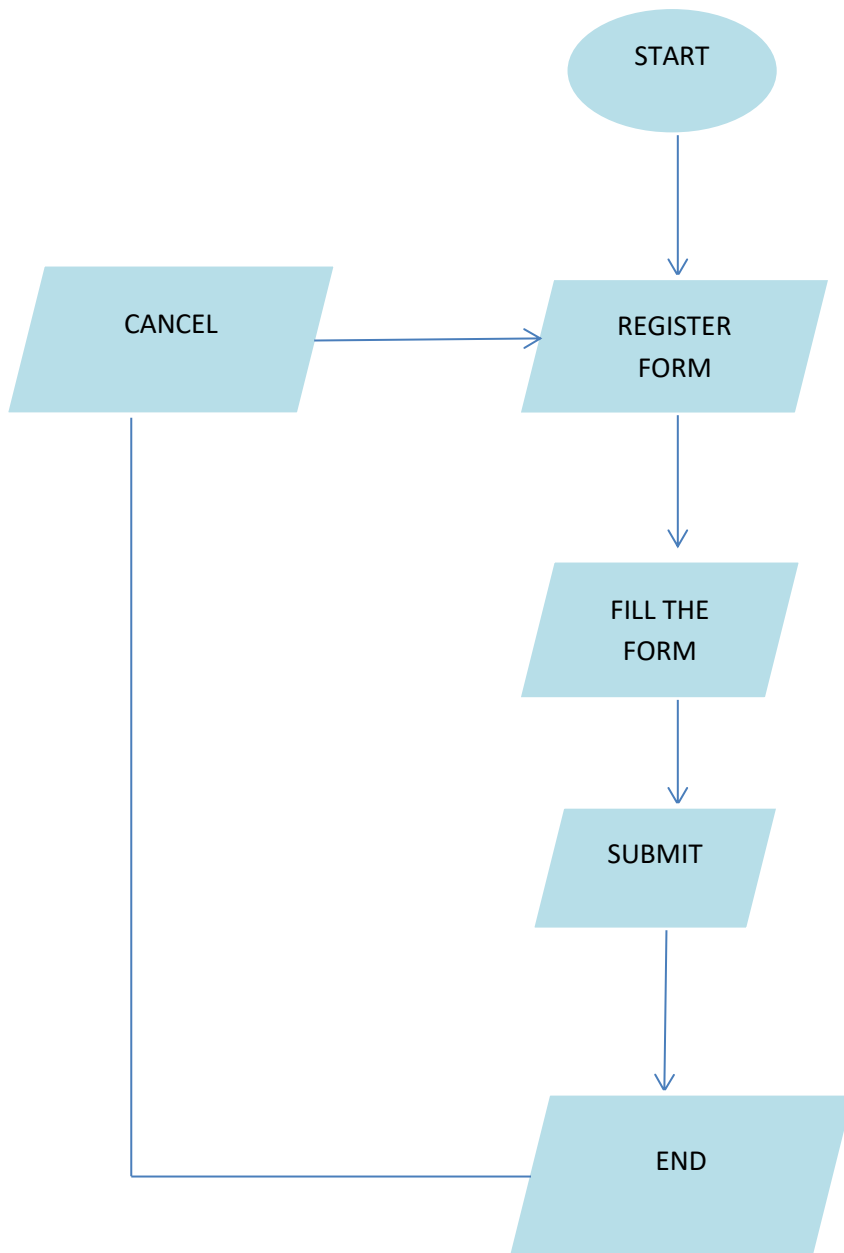 START
CANCEL
REGISTER
FORM
FILL THE
FORM
SUBMIT
END